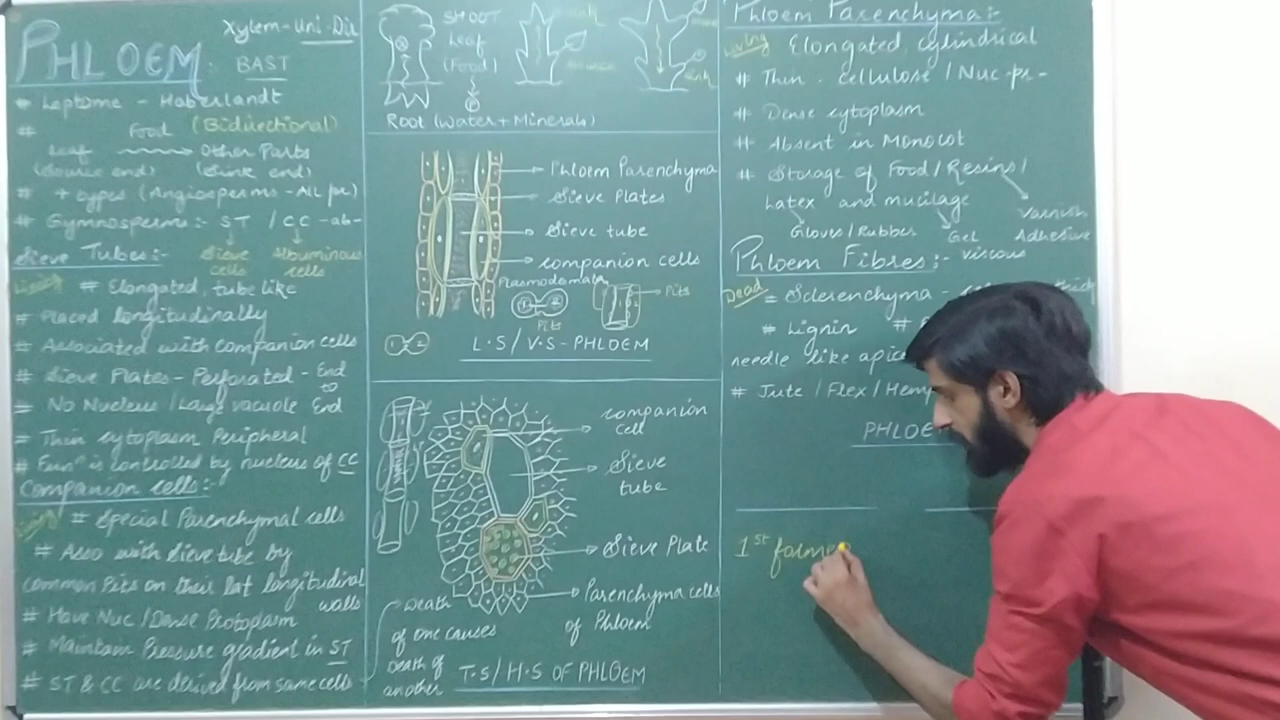 PHLOEM:
Xylem-Uni-Dir
BAST
# Leptome - Haberlandt
# Food (Bidirectional)
Leaf → Other Parts
(Source end) (Sink end)
# 4 types (Angiosperms - All pr)
# Gymnosperms:- ST / CC -ab-
Sieve cells Albuminous cells
Sieve Tubes:-
Living # Elongated, tube like
# Placed longitudinally
# Associated with companion cells
# Sieve Plates - Perforated - End to End
# No Nucleus / Large vacuole
# Thin cytoplasm Peripheral
# Funⁿ is controlled by nucleus of CC
Companion cells:-
Living # Special Parenchymal cells
# Asso with Sieve tube by
common Pits on their Lat longitudinal
walls
# Have Nuc / Dense Protoplasm
# Maintain Pressure gradient in ST
# ST & CC are derived from same cells
SHOOT
Leaf
(Food)
Root (Water + Minerals)
Phloem Parenchyma
Sieve Plates
Sieve tube
companion cells
Plasmodomata
1 2
Pits
Pits
1 2
L.S / V.S - PHLOEM
companion
cell
Sieve
tube
Sieve Plate
Parenchyma cells
of Phloem
Death
of one causes
death of
another
T.S / H.S OF PHLOEM
Phloem Parenchyma:-
Living Elongated, cylindrical
# Thin - cellulose / Nuc-pr-
# Dense cytoplasm
# Absent in Monocot
# Storage of Food / Resins /
Latex and mucilage
Varnish
Gloves / Rubber Gel Adhesive
viscous
Phloem Fibres:-
Dead = Sclerenchyma -
# Lignin #
needle like
# Jute / Flex /
1st forme